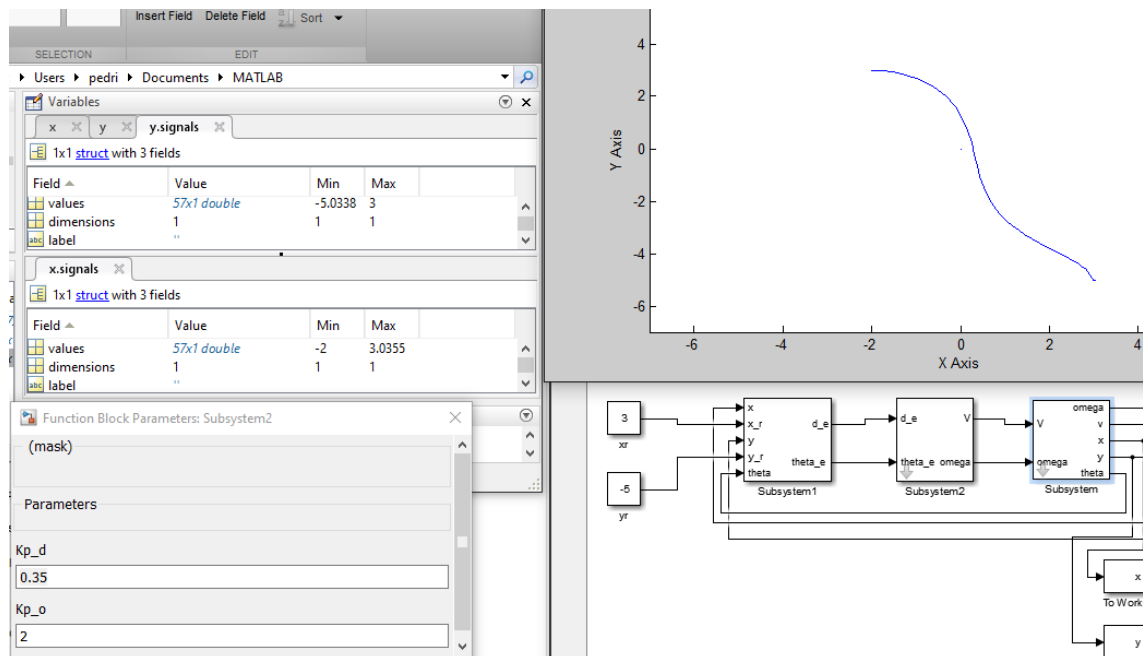 Insert Field Delete Field Sort
SELECTION EDIT
Users pedri Documents MATLAB
Variables
x y y.signals
1x1 struct with 3 fields
Field Value Min Max
values 57x1 double -5.0338 3
dimensions 1 1 1
abc label ''
x.signals
1x1 struct with 3 fields
Field Value Min Max
values 57x1 double -2 3.0355
dimensions 1 1 1
abc label ''
Function Block Parameters: Subsystem2
(mask)
Parameters
Kp_d
0.35
Kp_o
2
4
2
0
-2
-4
-6
Y Axis
-6 -4 -2 0 2 4
X Axis
3
xr
-5
yr
x
x_r
y
y_r
theta
d_e
theta_e
Subsystem1
d_e
theta_e
V
omega
Subsystem2
V
omega
omega
v
x
y
theta
Subsystem
x
To Work
y